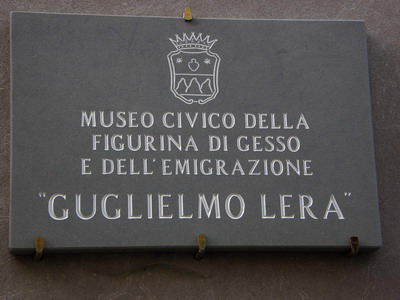 MUSEO CIVICO DELLA
FIGURINA DI GESSO
E DELL'EMIGRAZIONE
"GUGLIELMO LERA"